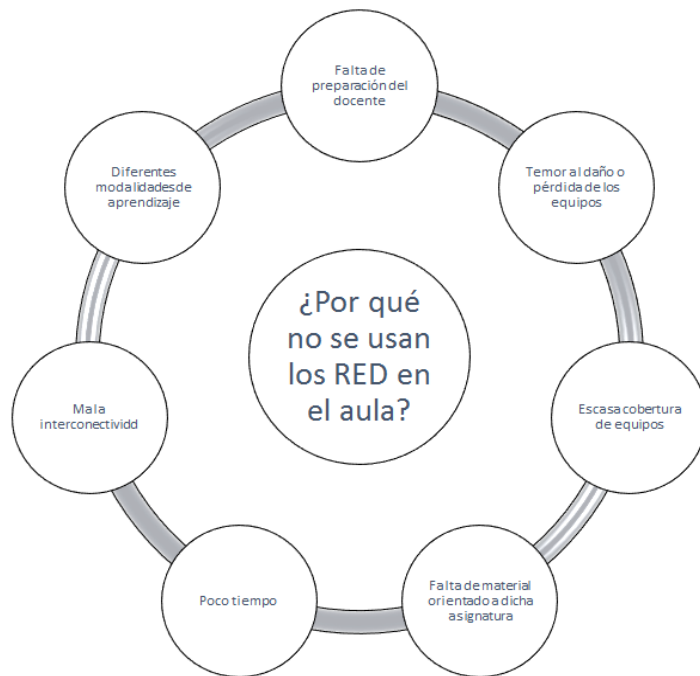 Falta de
preparación del
docente
Diferentes
modalidades de
aprendizaje
Temor al daño o
pérdida de los
equipos
¿Por qué
no se usan
los RED en
el aula?
Mala
interconectividd
Escasa cobertura
de equipos
Poco tiempo
Falta de material
orientado a dicha
asignatura